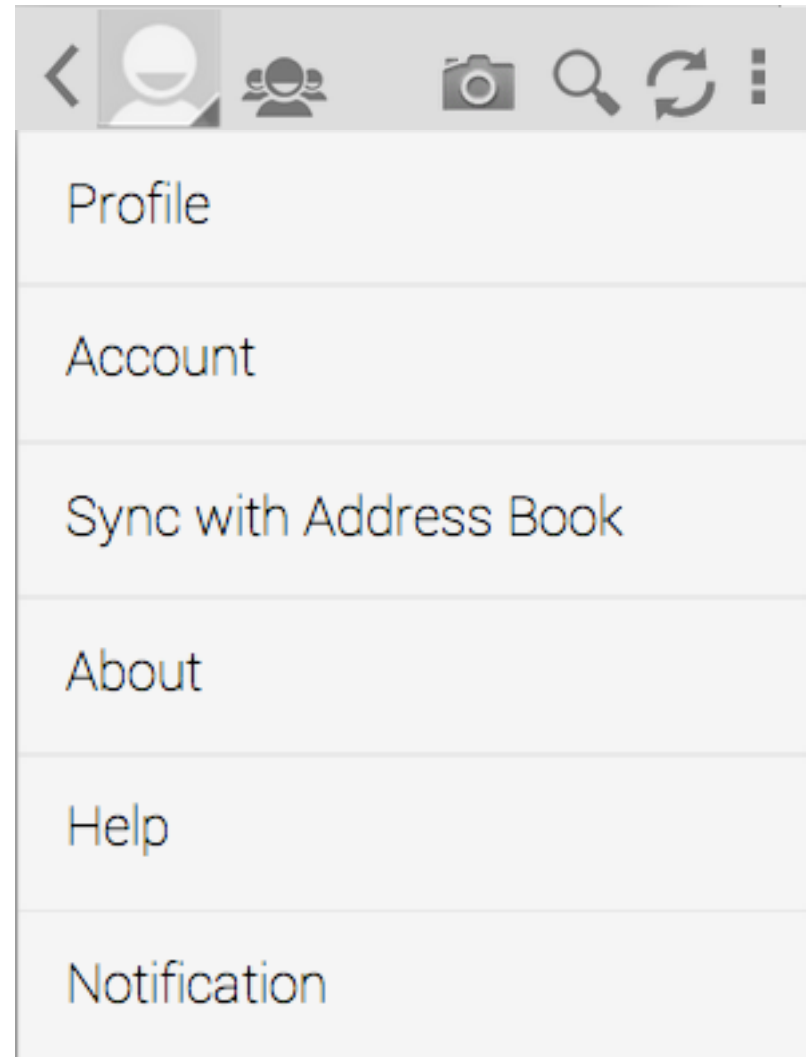 Profile
Account
Sync with Address Book
About
Help
Notification